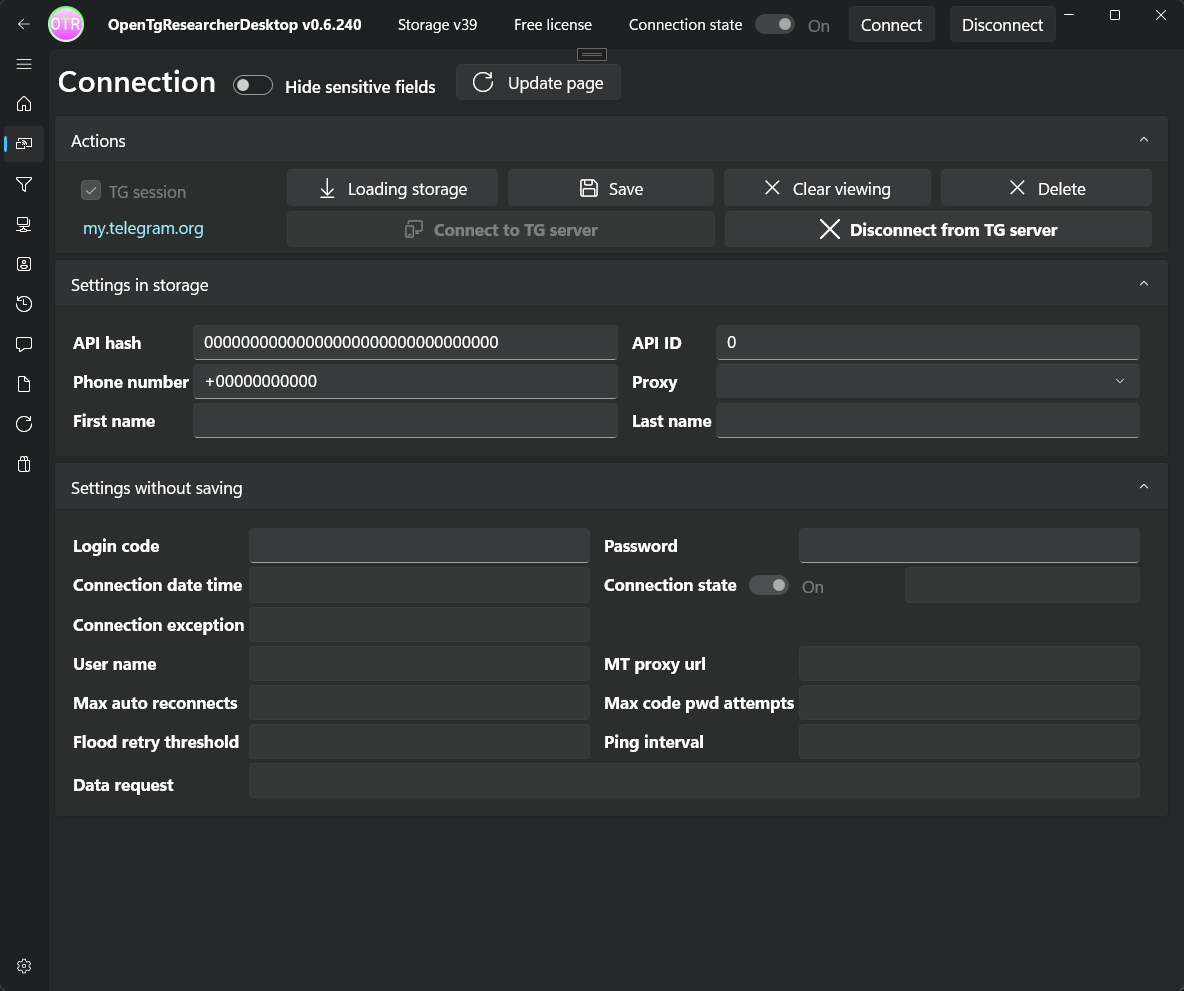 OTR OpenTgResearcherDesktop v0.6.240 Storage v39 Free license Connection state On Connect Disconnect
Connection Hide sensitive fields Update page
Actions
TG session Loading storage Save Clear viewing Delete
my.telegram.org Connect to TG server Disconnect from TG server
Settings in storage
API hash 00000000000000000000000000000000 API ID 0
Phone number +00000000000 Proxy
First name Last name
Settings without saving
Login code Password
Connection date time Connection state On
Connection exception
User name MT proxy url
Max auto reconnects Max code pwd attempts
Flood retry threshold Ping interval
Data request